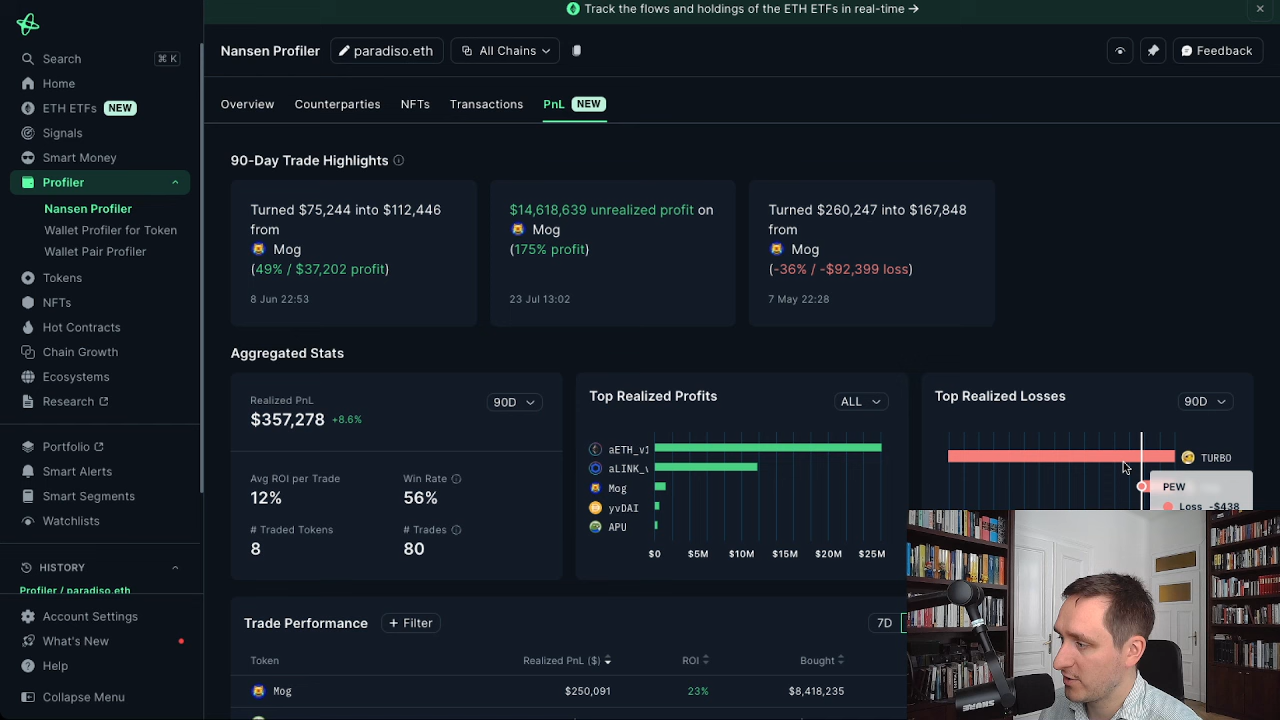 Track the flows and holdings of the ETH ETFs in real-time →
Search ⌘ K
Home
ETH ETFs NEW
Signals
Smart Money
Profiler
Nansen Profiler
Wallet Profiler for Token
Wallet Pair Profiler
Tokens
NFTs
Hot Contracts
Chain Growth
Ecosystems
Research
Portfolio
Smart Alerts
Smart Segments
Watchlists
HISTORY
Profiler / paradiso.eth
Account Settings
What's New
Help
Collapse Menu
Nansen Profiler paradiso.eth All Chains Feedback
Overview Counterparties NFTs Transactions PnL NEW
90-Day Trade Highlights
Turned $75,244 into $112,446
from
Mog
(49% / $37,202 profit)
8 Jun 22:53
$14,618,639 unrealized profit on
Mog
(175% profit)
23 Jul 13:02
Turned $260,247 into $167,848
from
Mog
(-36% / -$92,399 loss)
7 May 22:28
Aggregated Stats
Realized PnL 90D
$357,278 +8.6%
Avg ROI per Trade Win Rate
12% 56%
# Traded Tokens # Trades
8 80
Top Realized Profits ALL
aETH_v1
aLINK_v
Mog
yvDAI
APU
$0 $5M $10M $15M $20M $25M
Top Realized Losses 90D
TURBO
PEW
Loss -$438
Trade Performance + Filter 7D
Token Realized PnL ($) ROI Bought
Mog $250,091 23% $8,418,235
SHURE